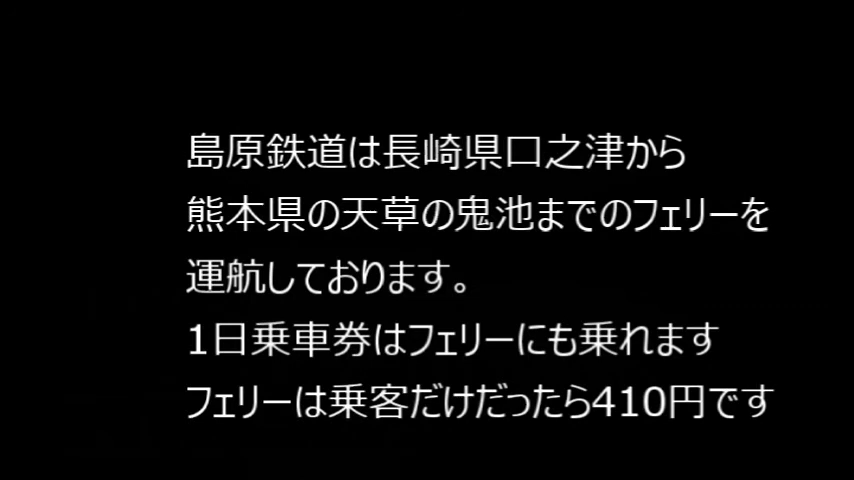 島原鉄道は長崎県口之津から
熊本県の天草の鬼池までのフェリーを
運航しております。
1日乗車券はフェリーにも乗れます
フェリーは乗客だけだったら410円です